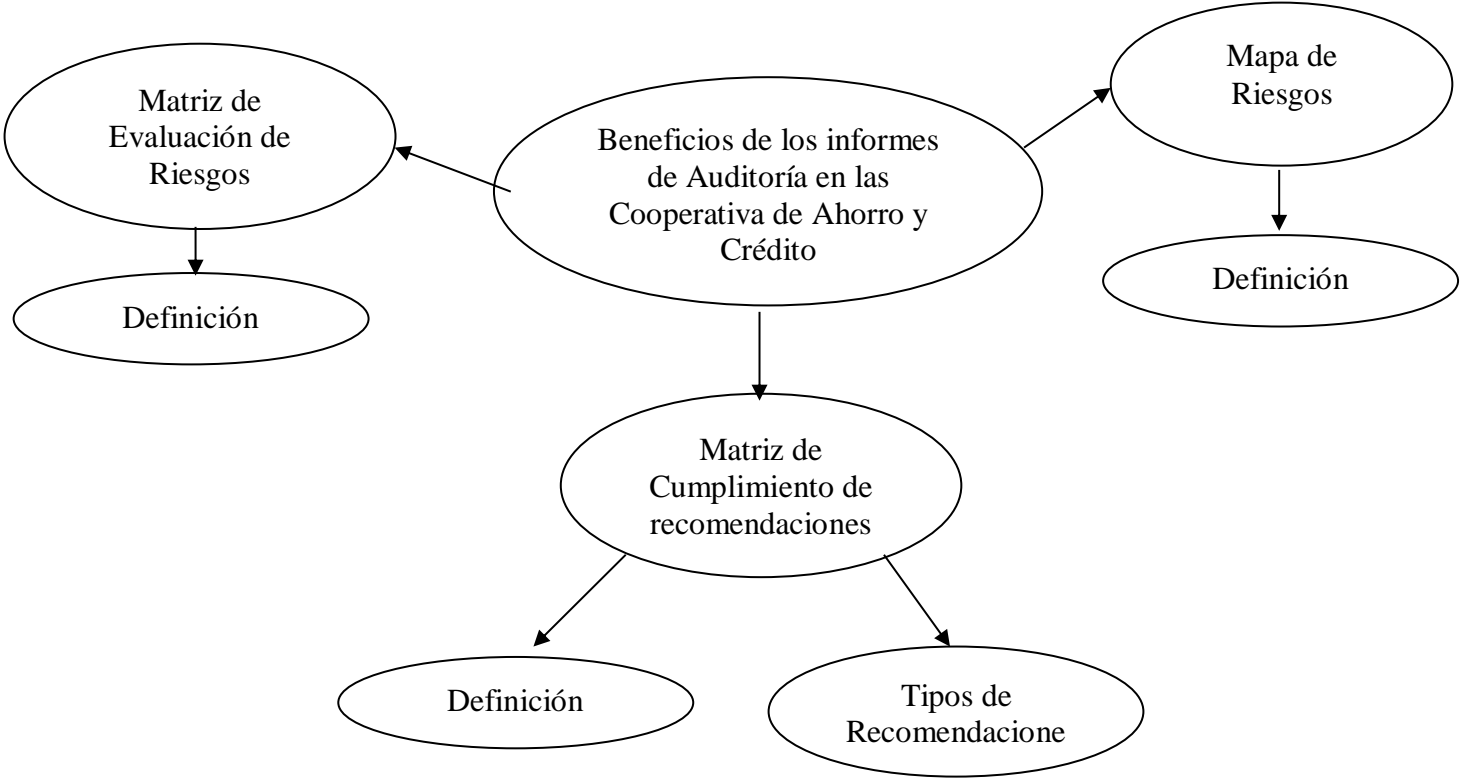 Mapa de
Riesgos
Matriz de
Evaluación de
Riesgos
Beneficios de los informes
de Auditoría en las
Cooperativa de Ahorro y
Crédito
Definición
Definición
Matriz de
Cumplimiento de
recomendaciones
Definición
Tipos de
Recomendacione